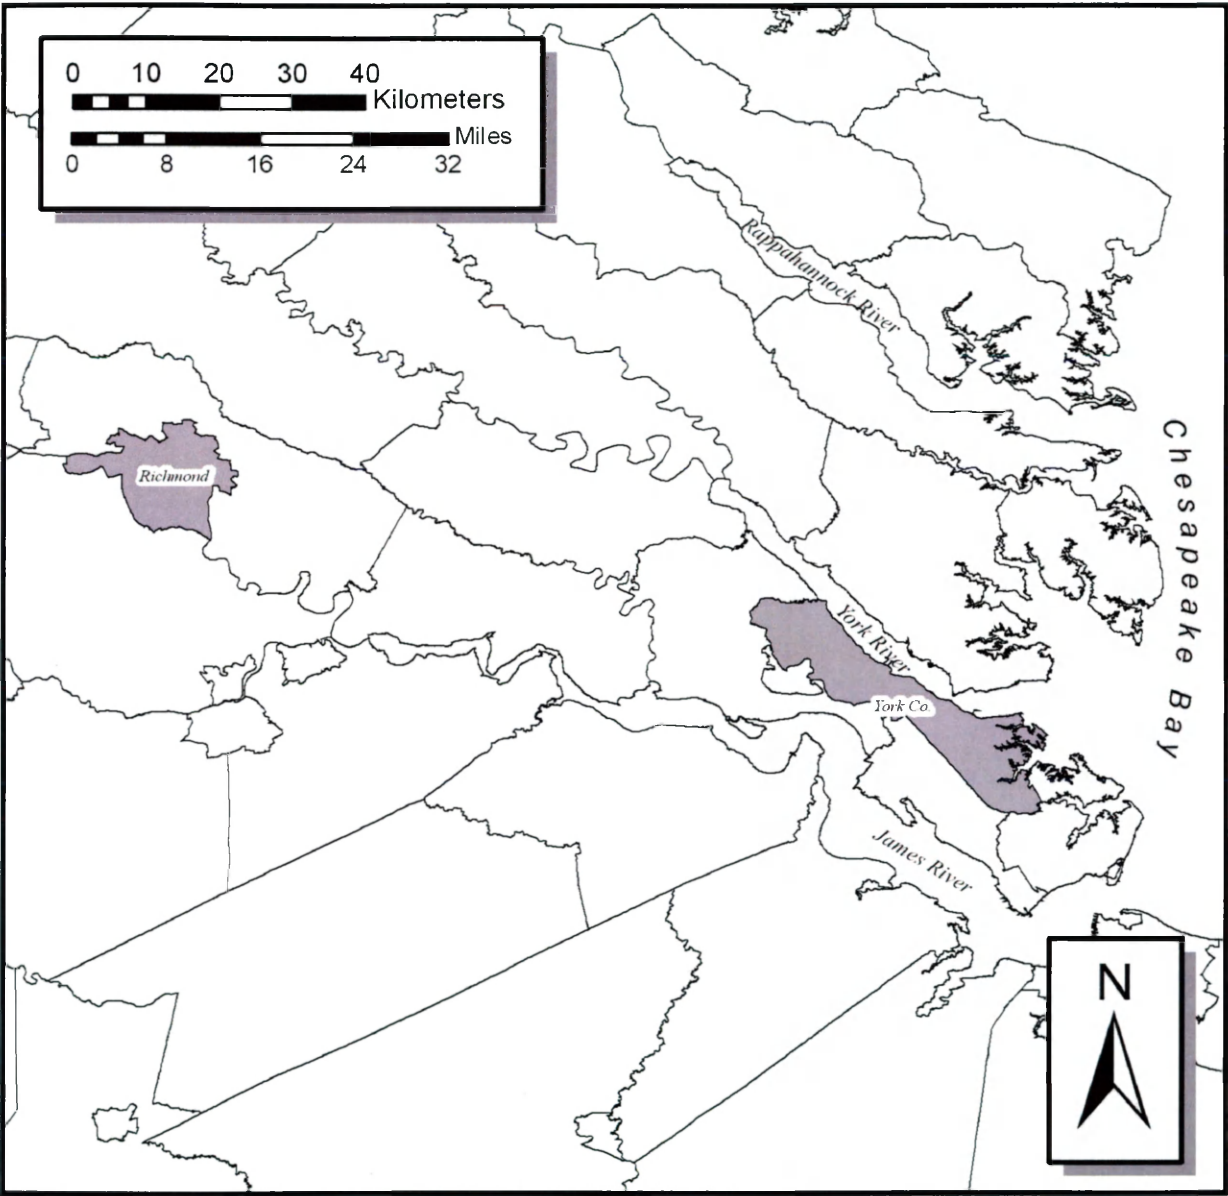 0 10 20 30 40
Kilometers
Miles
0 8 16 24 32
Rappahannock River
Chesapeake Bay
Richmond
York River
York Co.
James River
N